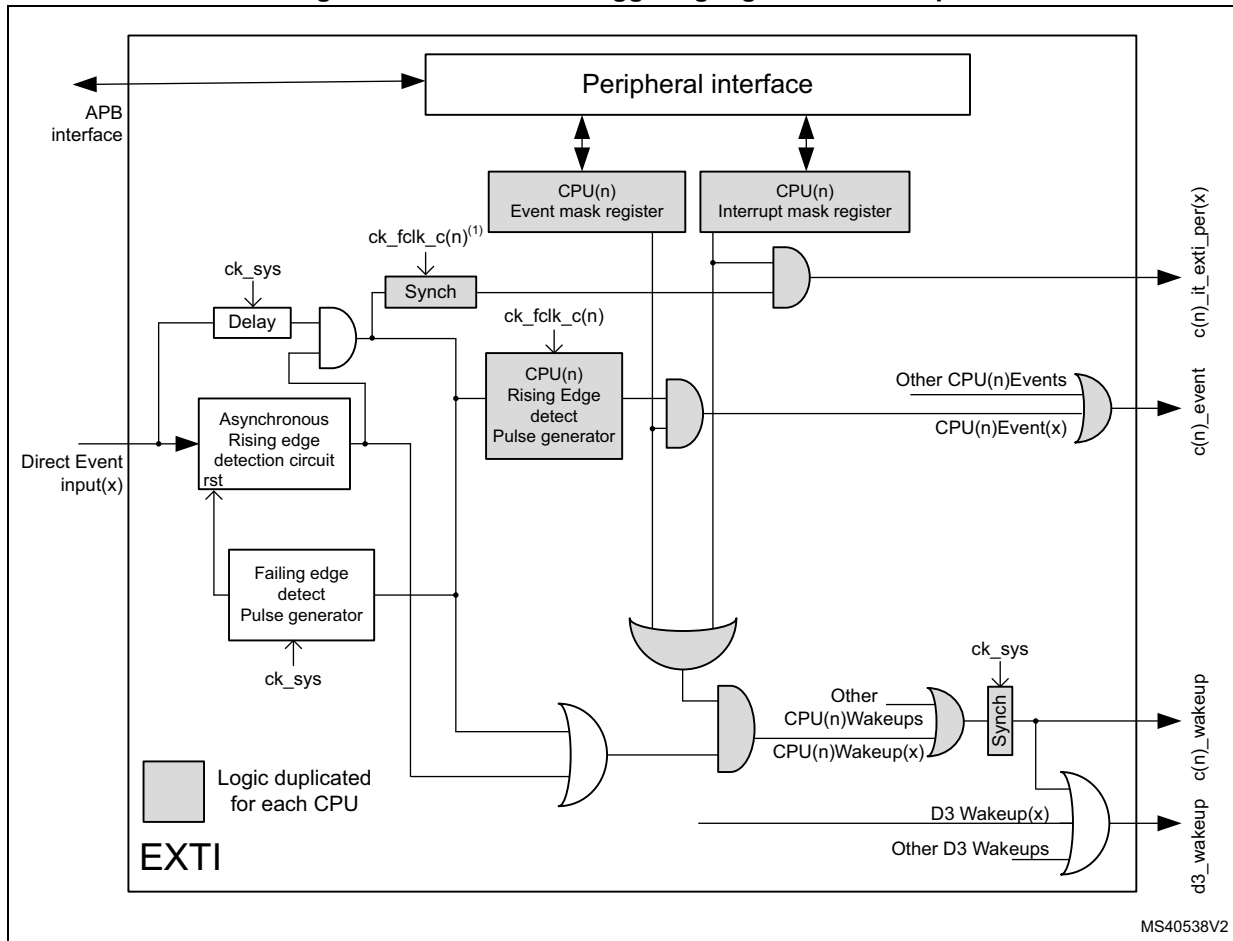 APB
interface
Peripheral interface
CPU(n)
Event mask register
CPU(n)
Interrupt mask register
c(n)_it_exti_per(x)
ck_fclk_c(n)(1)
Synch
ck_sys
Delay
ck_fclk_c(n)
CPU(n)
Rising Edge
detect
Pulse generator
Other CPU(n)Events
CPU(n)Event(x)
c(n)_event
Direct Event
input(x)
Asynchronous
Rising edge
detection circuit
rst
Failing edge
detect
Pulse generator
ck_sys
ck_sys
Other
CPU(n)Wakeups
CPU(n)Wakeup(x)
Synch
c(n)_wakeup
D3 Wakeup(x)
Other D3 Wakeups
d3_wakeup
Logic duplicated
for each CPU
EXTI
MS40538V2